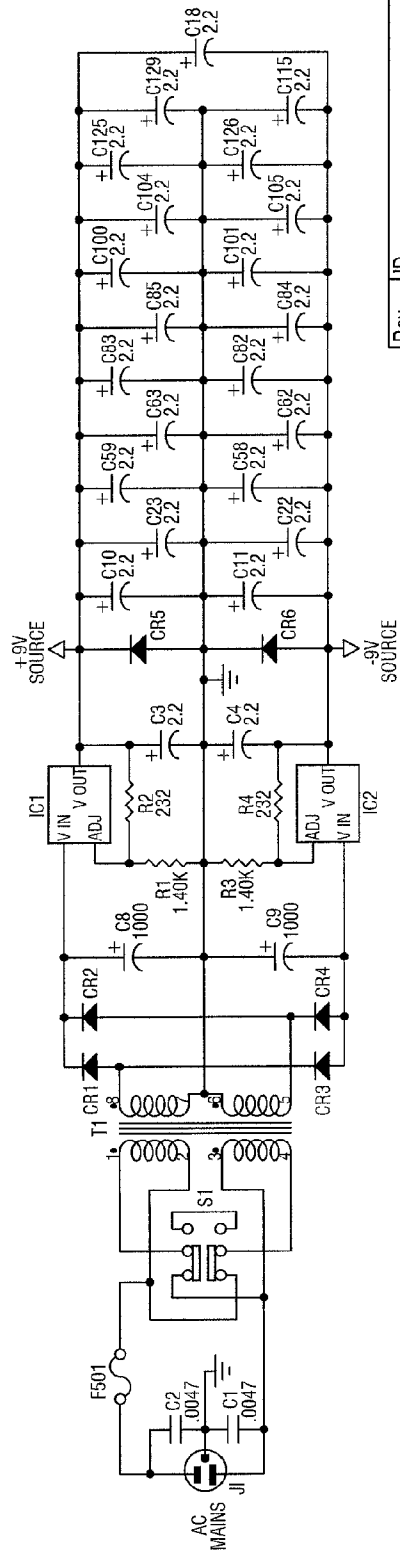 AC
MAINS
J1
C2
.0047
C1
.0047
F501
S1
T1
1
2
3
4
8
7
6
5
CR1
CR2
CR3
CR4
C8
1000
C9
1000
IC1
V IN
V OUT
ADJ
R2
232
R1
1.40K
R3
1.40K
R4
232
ADJ
V OUT
V IN
IC2
C3
2.2
C4
2.2
+9V
SOURCE
CR5
CR6
-9V
SOURCE
C10
2.2
C11
2.2
C23
2.2
C22
2.2
C59
2.2
C58
2.2
C63
2.2
C62
2.2
C83
2.2
C82
2.2
C85
2.2
C84
2.2
C100
2.2
C101
2.2
C104
2.2
C105
2.2
C125
2.2
C126
2.2
C129
2.2
C115
2.2
C18
2.2